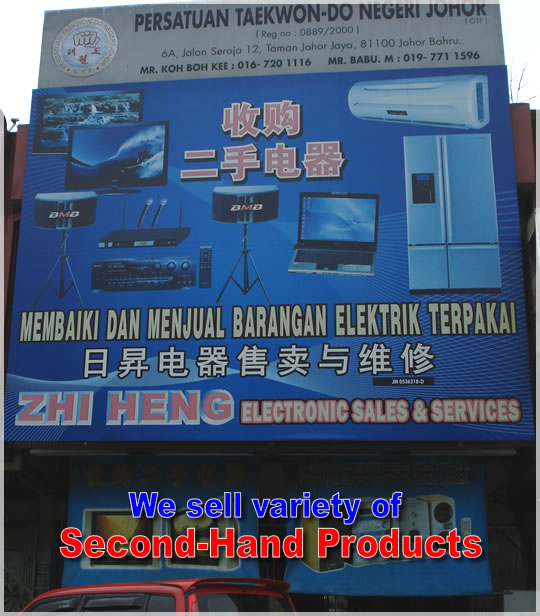 PERSATUAN TAEKWON-DO NEGERI JOHOR
( GTF )
( Reg no : 0889/2000 )
6A, Jalan Seroja 12, Taman Johor Jaya, 81100 Johor Bahru.
MR. KOH BOH KEE : 016- 720 1116 MR. BABU. M : 019- 771 1596
收购
二手电器
BMB
BMB
MEMBAIKI DAN MENJUAL BARANGAN ELEKTRIK TERPAKAI
日昇电器售卖与维修
JM 0536218-D
ZHI HENG ELECTRONIC SALES & SERVICES
We sell variety of
Second-Hand Products